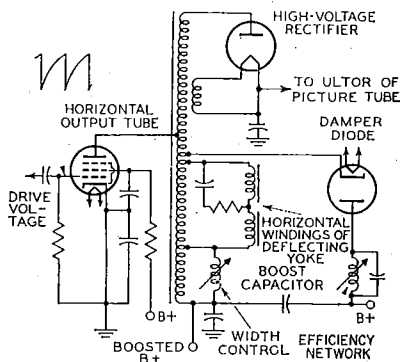 HIGH-VOLTAGE
RECTIFIER
TO ULTOR OF
PICTURE TUBE
HORIZONTAL
OUTPUT TUBE
DAMPER
DIODE
DRIVE
VOL-
TAGE
HORIZONTAL
WINDINGS OF
DEFLECTING
YOKE
BOOST
CAPACITOR
B+
BOOSTED
B+
WIDTH
CONTROL
B+
EFFICIENCY
NETWORK